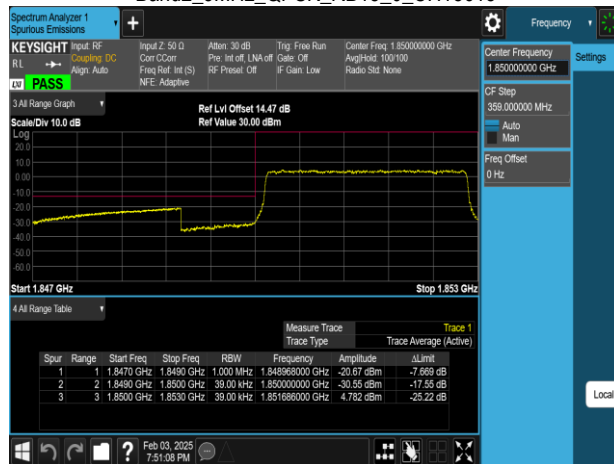 Spectrum Analyzer 1
Spurious Emissions
+
Frequency
KEYSIGHT
RL
LXI PASS
Input: RF
Coupling: DC
Align: Auto
Input Z: 50 Ω
Corr CCorr
Freq Ref: Int (S)
NFE: Adaptive
Atten: 30 dB
Pre: Int off, LNA off
RF Preset: Off
Trig: Free Run
Gate: Off
IF Gain: Low
Center Freq: 1.850000000 GHz
Avg|Hold: 100/100
Radio Std: None
Center Frequency
1.850000000 GHz
Settings
CF Step
359.000000 MHz
Auto
Man
Freq Offset
0 Hz
Local
3 All Range Graph
Scale/Div 10.0 dB
Ref Lvl Offset 14.47 dB
Ref Value 30.00 dBm
Log
20.0
10.0
0.00
-10.0
-20.0
-30.0
-40.0
-50.0
-60.0
Start 1.847 GHz
Stop 1.853 GHz
4 All Range Table
Measure Trace Trace 1
Trace Type Trace Average (Active)
Spur Range Start Freq Stop Freq RBW Frequency Amplitude ΔLimit
1 1 1.8470 GHz 1.8490 GHz 1.000 MHz 1.848968000 GHz -20.67 dBm -7.669 dB
2 2 1.8490 GHz 1.8500 GHz 39.00 kHz 1.850000000 GHz -30.55 dBm -17.55 dB
3 3 1.8500 GHz 1.8530 GHz 39.00 kHz 1.851686000 GHz 4.782 dBm -25.22 dB
?
Feb 03, 2025
7:51:08 PM